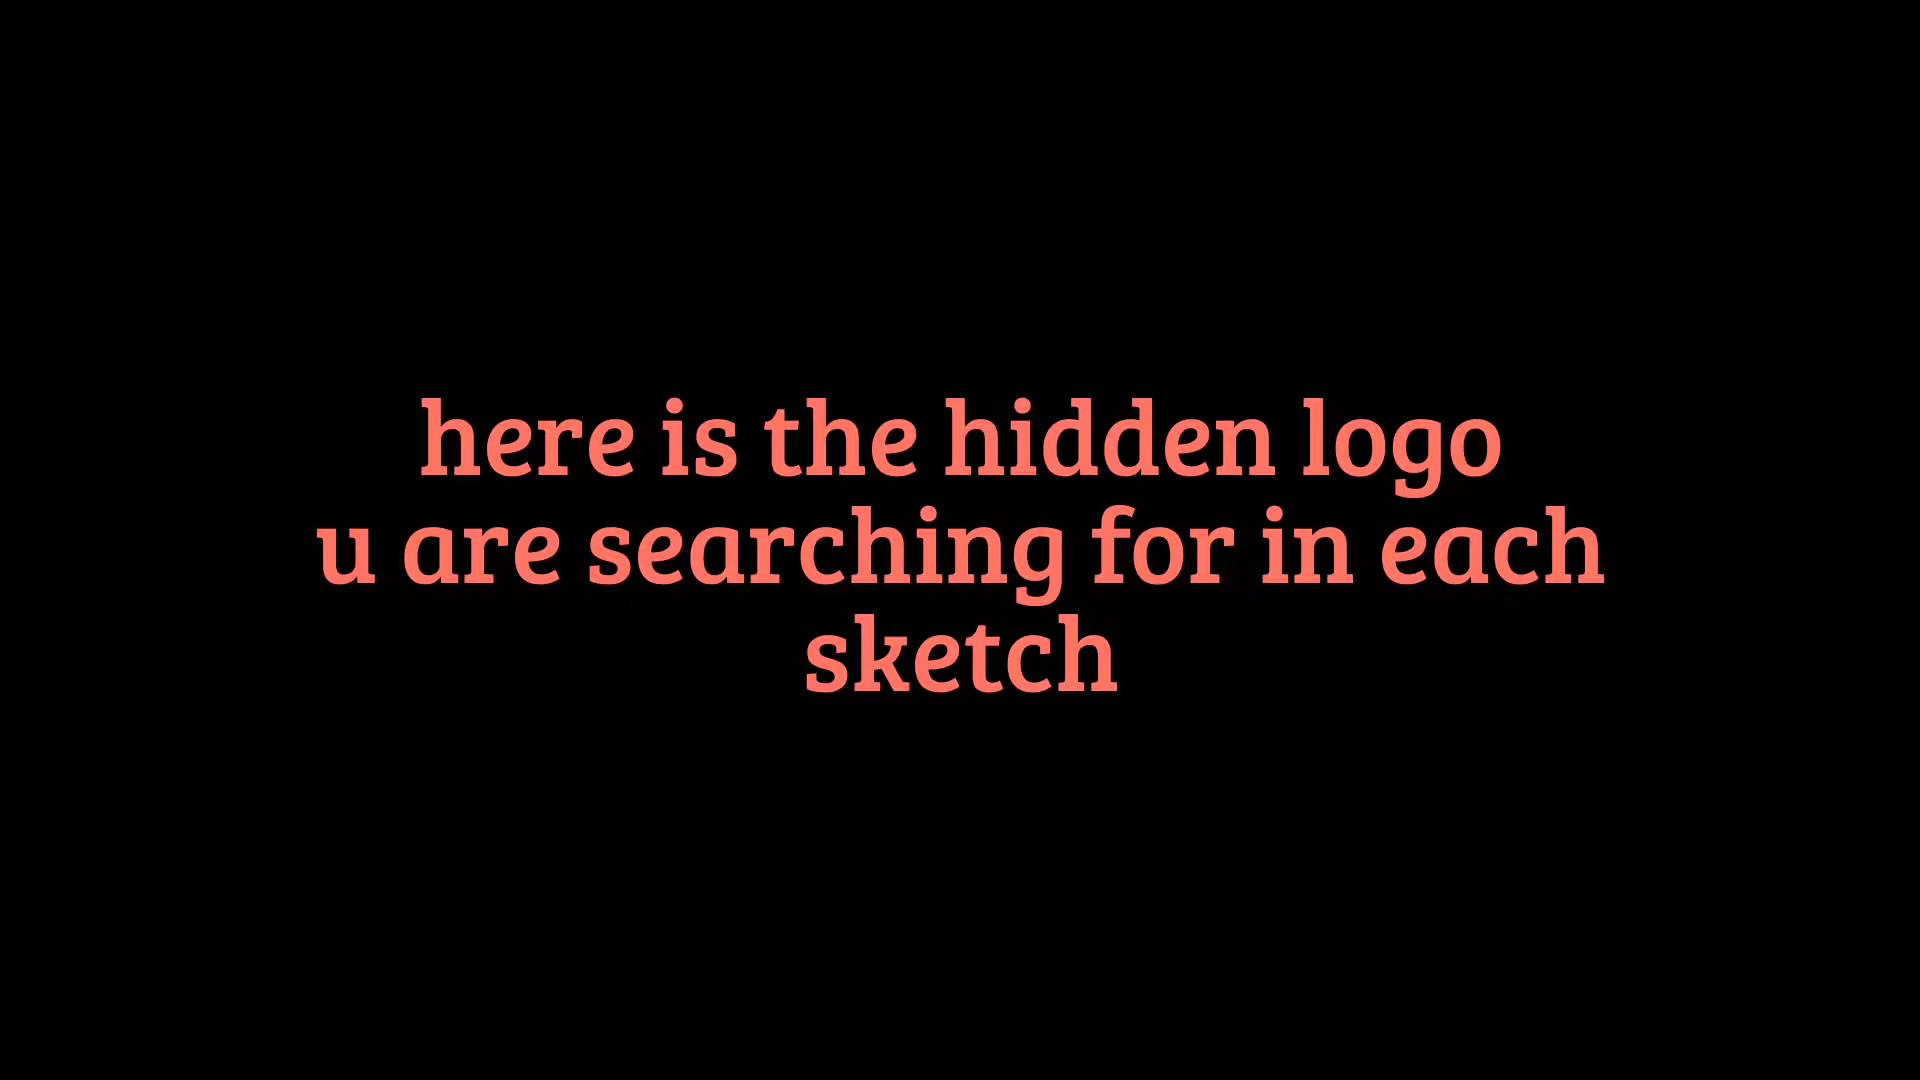 here is the hidden logo
u are searching for in each
sketch